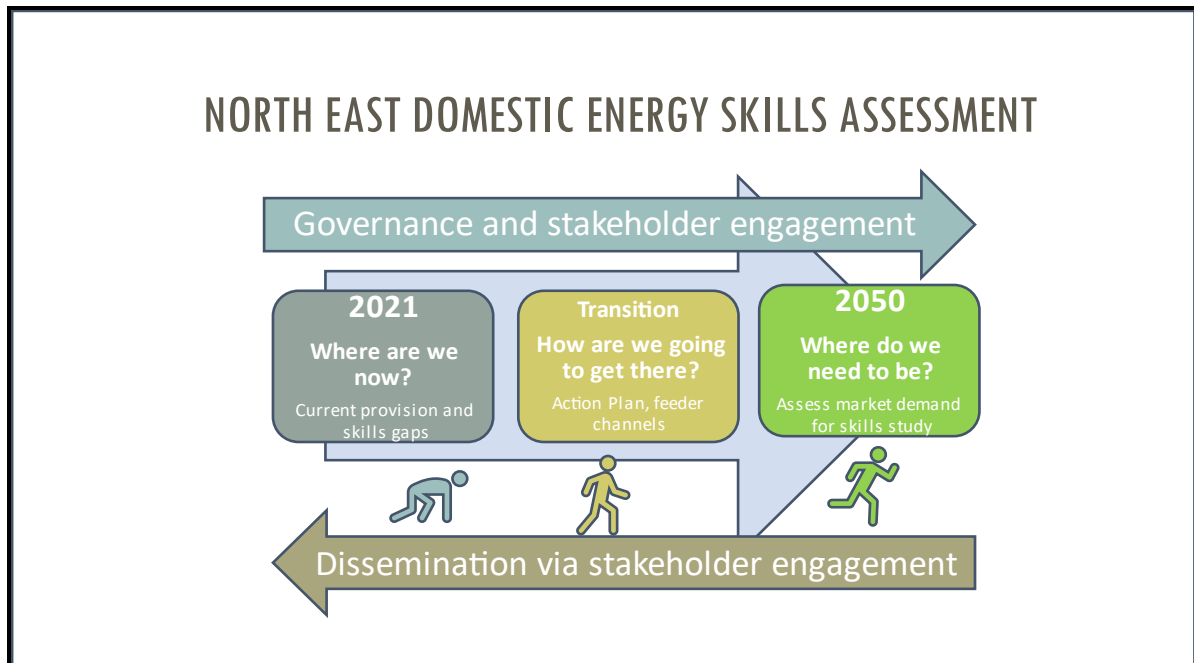 NORTH EAST DOMESTIC ENERGY SKILLS ASSESSMENT
Governance and stakeholder engagement
2021
Where are we
now?
Current provision and
skills gaps
Transition
How are we going
to get there?
Action Plan, feeder
channels
2050
Where do we
need to be?
Assess market demand
for skills study
Dissemination via stakeholder engagement